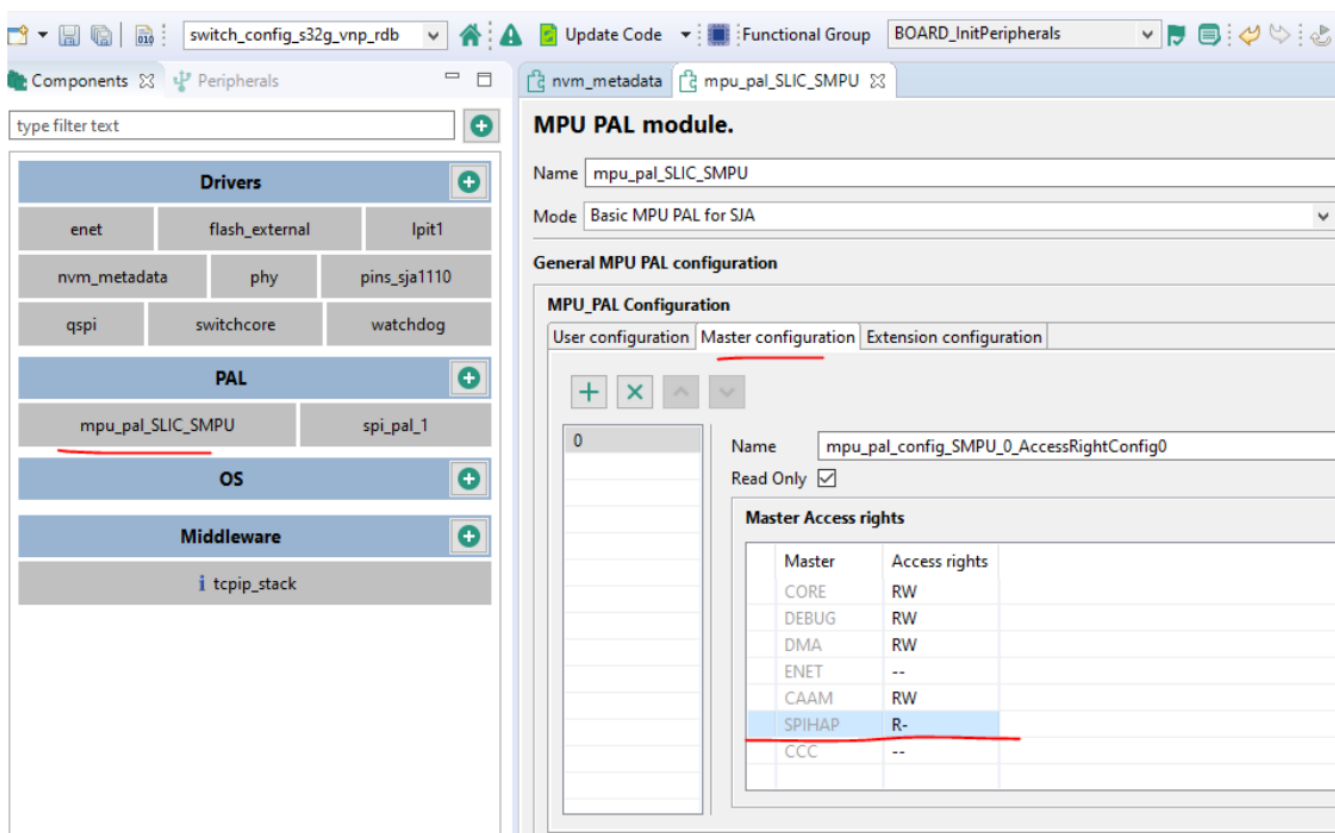 switch_config_s32g_vnp_rdb Update Code Functional Group BOARD_InitPeripherals
Components Peripherals
type filter text
Drivers
enet flash_external lpit1
nvm_metadata phy pins_sja1110
qspi switchcore watchdog
PAL
mpu_pal_SLIC_SMPU spi_pal_1
OS
Middleware
i tcpip_stack
nvm_metadata mpu_pal_SLIC_SMPU
MPU PAL module.
Name mpu_pal_SLIC_SMPU
Mode Basic MPU PAL for SJA
General MPU PAL configuration
MPU_PAL Configuration
User configuration Master configuration Extension configuration
0
Name mpu_pal_config_SMPU_0_AccessRightConfig0
Read Only
Master Access rights
Master Access rights
CORE RW
DEBUG RW
DMA RW
ENET --
CAAM RW
SPIHAP R-
CCC --